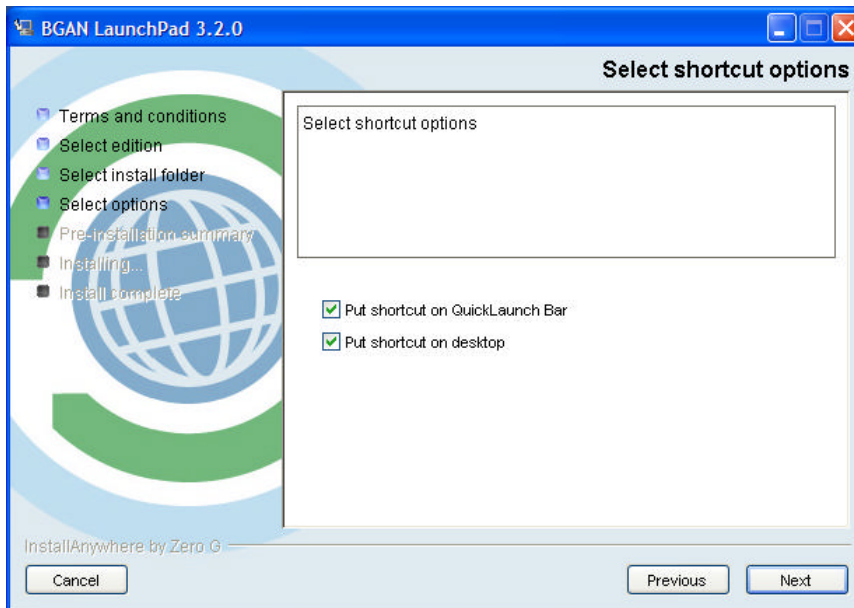 BGAN LaunchPad 3.2.0
Select shortcut options
Terms and conditions
Select edition
Select install folder
Select options
Pre-installation summary
Installing...
Install complete
Select shortcut options
Put shortcut on QuickLaunch Bar
Put shortcut on desktop
InstallAnywhere by Zero G
Cancel
Previous
Next